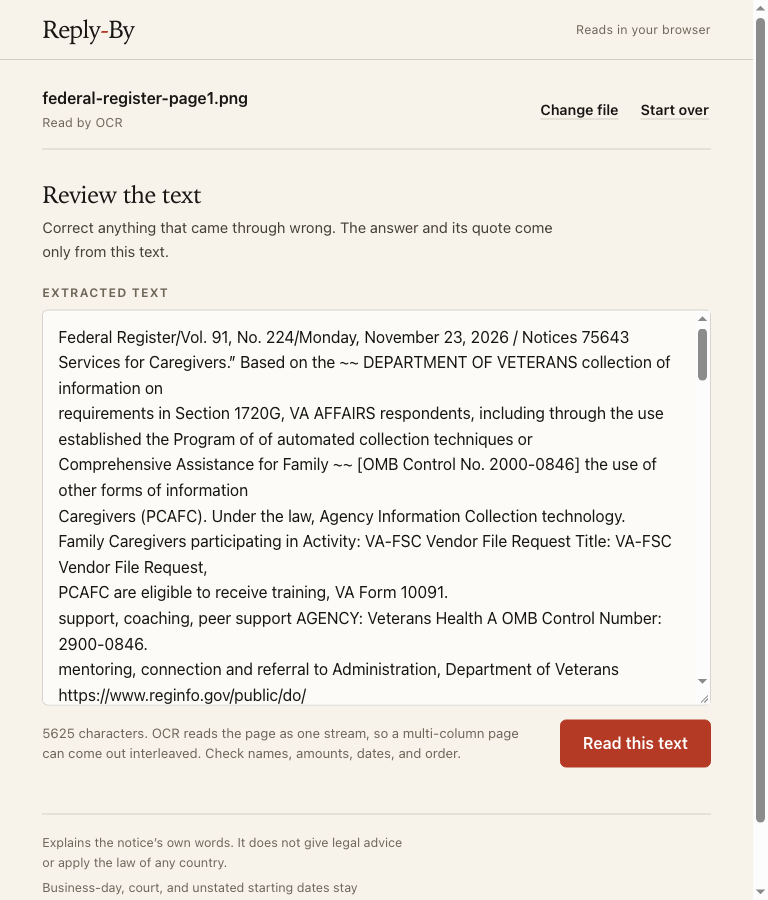 Reply-By
Reads in your browser
federal-register-page1.png
Read by OCR
Change file
Start over
Review the text
Correct anything that came through wrong. The answer and its quote come
only from this text.
EXTRACTED TEXT
Federal Register/Vol. 91, No. 224/Monday, November 23, 2026 / Notices 75643
Services for Caregivers.” Based on the ~~ DEPARTMENT OF VETERANS collection of
information on
requirements in Section 1720G, VA AFFAIRS respondents, including through the use
established the Program of of automated collection techniques or
Comprehensive Assistance for Family ~~ [OMB Control No. 2000-0846] the use of
other forms of information
Caregivers (PCAFC). Under the law, Agency Information Collection technology.
Family Caregivers participating in Activity: VA-FSC Vendor File Request Title: VA-FSC
Vendor File Request,
PCAFC are eligible to receive training, VA Form 10091.
support, coaching, peer support AGENCY: Veterans Health A OMB Control Number:
2900-0846.
mentoring, connection and referral to Administration, Department of Veterans
https://www.reginfo.gov/public/do/
5625 characters. OCR reads the page as one stream, so a multi-column page
can come out interleaved. Check names, amounts, dates, and order.
Read this text
Explains the notice’s own words. It does not give legal advice
or apply the law of any country.
Business-day, court, and unstated starting dates stay